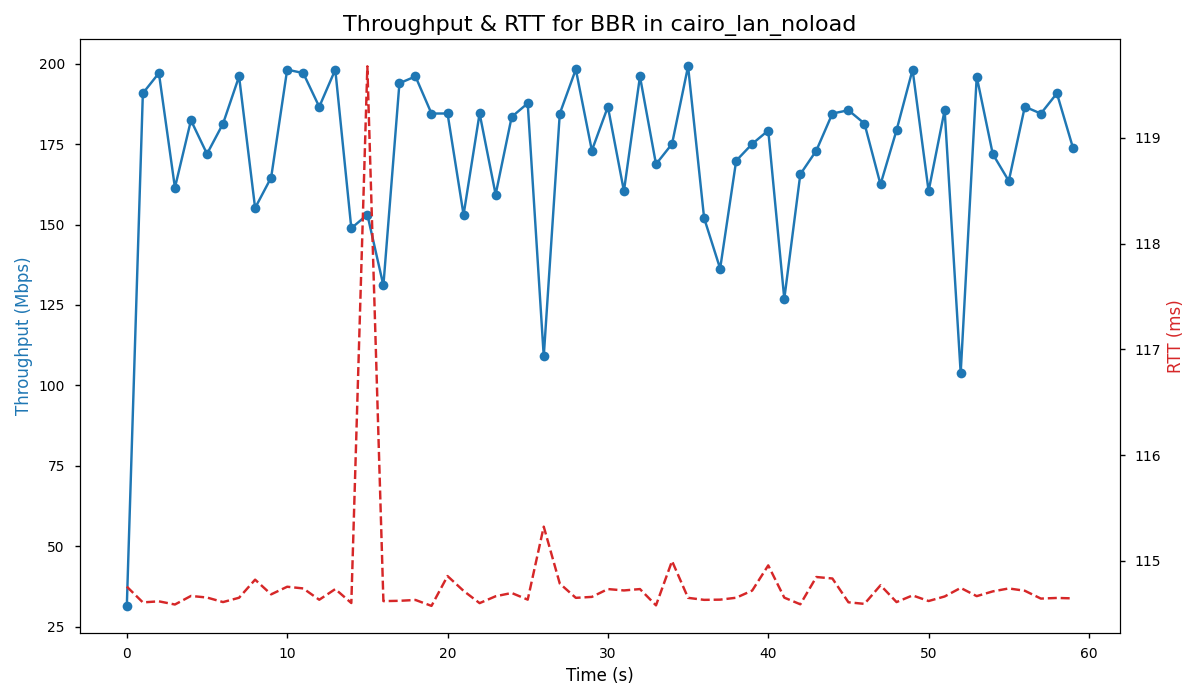 Throughput & RTT for BBR in cairo_lan_noload
Throughput (Mbps)
200
175
150
125
100
75
50
25
119
118
117
116
115
RTT (ms)
0 10 20 30 40 50 60
Time (s)